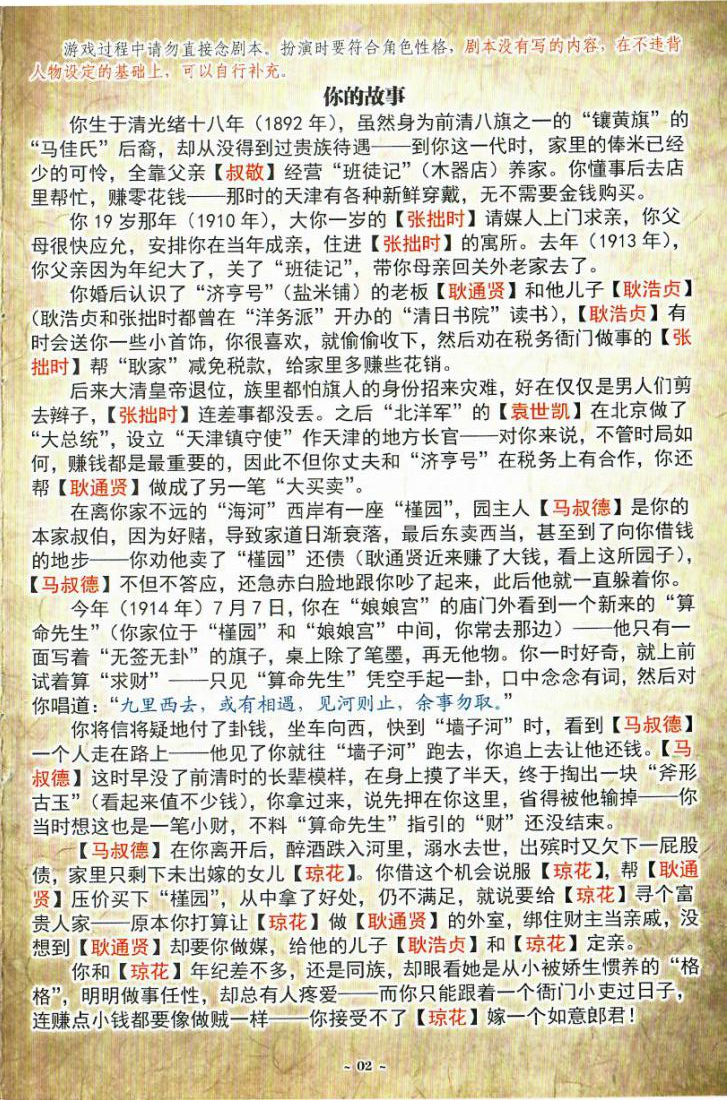 游戏过程中请勿直接念剧本。扮演时要符合角色性格，剧本没有写的内容，在不违背
人物设定的基础上，可以自行补充。
你的故事
你生于清光绪十八年（1892 年），虽然身为前清八旗之一的“镶黄旗”的
“马佳氏”后裔，却从没得到过贵族待遇——到你这一代时，家里的俸米已经
少的可怜，全靠父亲【叔敬】经营“班徒记”（木器店）养家。你懂事后去店
里帮忙，赚零花钱——那时的天津有各种新鲜穿戴，无不需要金钱购买。
你 19 岁那年（1910 年），大你一岁的【张拙时】请媒人上门求亲，你父
母很快应允，安排你在当年成亲，住进【张拙时】的寓所。去年（1913 年），
你父亲因为年纪大了，关了“班徒记”，带你母亲回关外老家去了。
你婚后认识了“济亨号”（盐米铺）的老板【耿通贤】和他儿子【耿浩贞】
（耿浩贞和张拙时都曾在“洋务派”开办的“清日书院”读书），【耿浩贞】有
时会送你一些小首饰，你很喜欢，就偷偷收下，然后劝在税务衙门做事的【张
拙时】帮“耿家”减免税款，给家里多赚些花销。
后来大清皇帝退位，族里都怕旗人的身份招来灾难，好在仅仅是男人们剪
去辫子，【张拙时】连差事都没丢。之后“北洋军”的【袁世凯】在北京做了
“大总统”，设立“天津镇守使”作天津的地方长官——对你来说，不管时局如
何，赚钱都是最重要的，因此不但你丈夫和“济亨号”在税务上有合作，你还
帮【耿通贤】做成了另一笔“大买卖”。
在离你家不远的“海河”西岸有一座“槿园”，园主人【马叔德】是你的
本家叔伯，因为好赌，导致家道日渐衰落，最后东卖西当，甚至到了向你借钱
的地步——你劝他卖了“槿园”还债（耿通贤近来赚了大钱，看上这所园子），
【马叔德】不但不答应，还急赤白脸地跟你吵了起来，此后他就一直躲着你。
今年（1914 年）7 月 7 日，你在“娘娘宫”的庙门外看到一个新来的“算
命先生”（你家位于“槿园”和“娘娘宫”中间，你常去那边）——他只有一
面写着“无签无卦”的旗子，桌上除了笔墨，再无他物。你一时好奇，就上前
试着算“求财”——只见“算命先生”凭空手起一卦，口中念念有词，然后对
你唱道：“九里西去，或有相遇，见河则止，余事勿取。”
你将信将疑地付了卦钱，坐车向西，快到“墙子河”时，看到【马叔德】
一个人走在路上——他见了你就往“墙子河”跑去，你追上去让他还钱。【马
叔德】这时早没了前清时的长辈模样，在身上摸了半天，终于掏出一块“斧形
古玉”（看起来值不少钱），你拿过来，说先押在你这里，省得被他输掉——你
当时想这也是一笔小财，不料“算命先生”指引的“财”还没结束。
【马叔德】在你离开后，醉酒跌入河里，溺水去世，出殡时又欠下一屁股
债，家里只剩下未出嫁的女儿【琼花】。你借这个机会说服【琼花】，帮【耿通
贤】压价买下“槿园”，从中拿了好处，仍不满足，就说要给【琼花】寻个富
贵人家——原本你打算让【琼花】做【耿通贤】的外室，绑住财主当亲戚，没
想到【耿通贤】却要你做媒，给他的儿子【耿浩贞】和【琼花】定亲。
你和【琼花】年纪差不多，还是同族，却眼看她是从小被娇生惯养的“格
格”，明明做事任性，却总有人疼爱——而你只能跟着一个衙门小吏过日子，
连赚点小钱都要像做贼一样——你接受不了【琼花】嫁一个如意郎君！
~ 02 ~